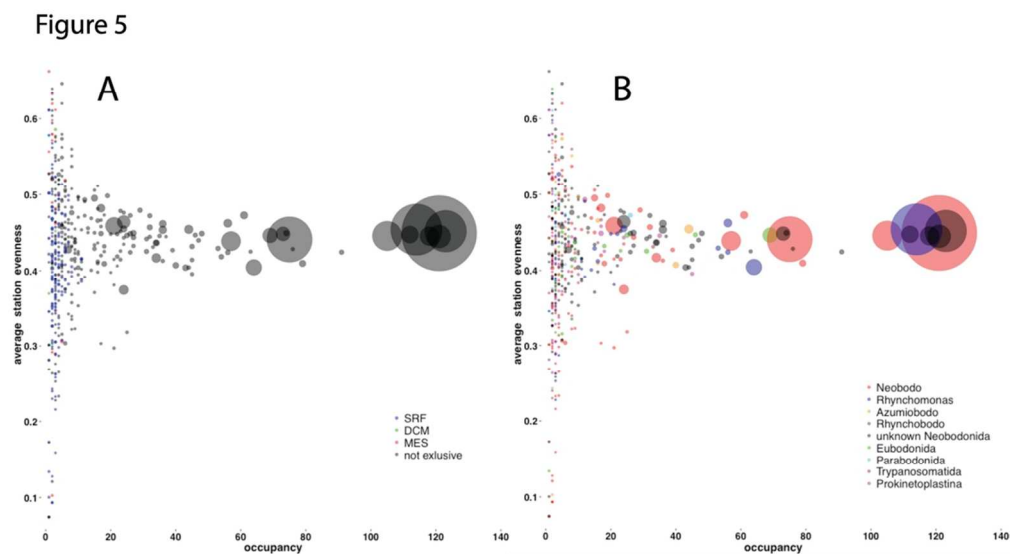 Figure 5
A
B
average station evenness
0.6
0.5
0.4
0.3
0.2
0.1
0
20
40
60
80
100
120
140
occupancy
SRF
DCM
MES
not exlusive
average station evenness
0.6
0.5
0.4
0.3
0.2
0.1
0
20
40
60
80
100
120
140
occupancy
Neobodo
Rhynchomonas
Azumiobodo
Rhynchobodo
unknown Neobodonida
Eubodonida
Parabodonida
Trypanosomatida
Prokinetoplastina